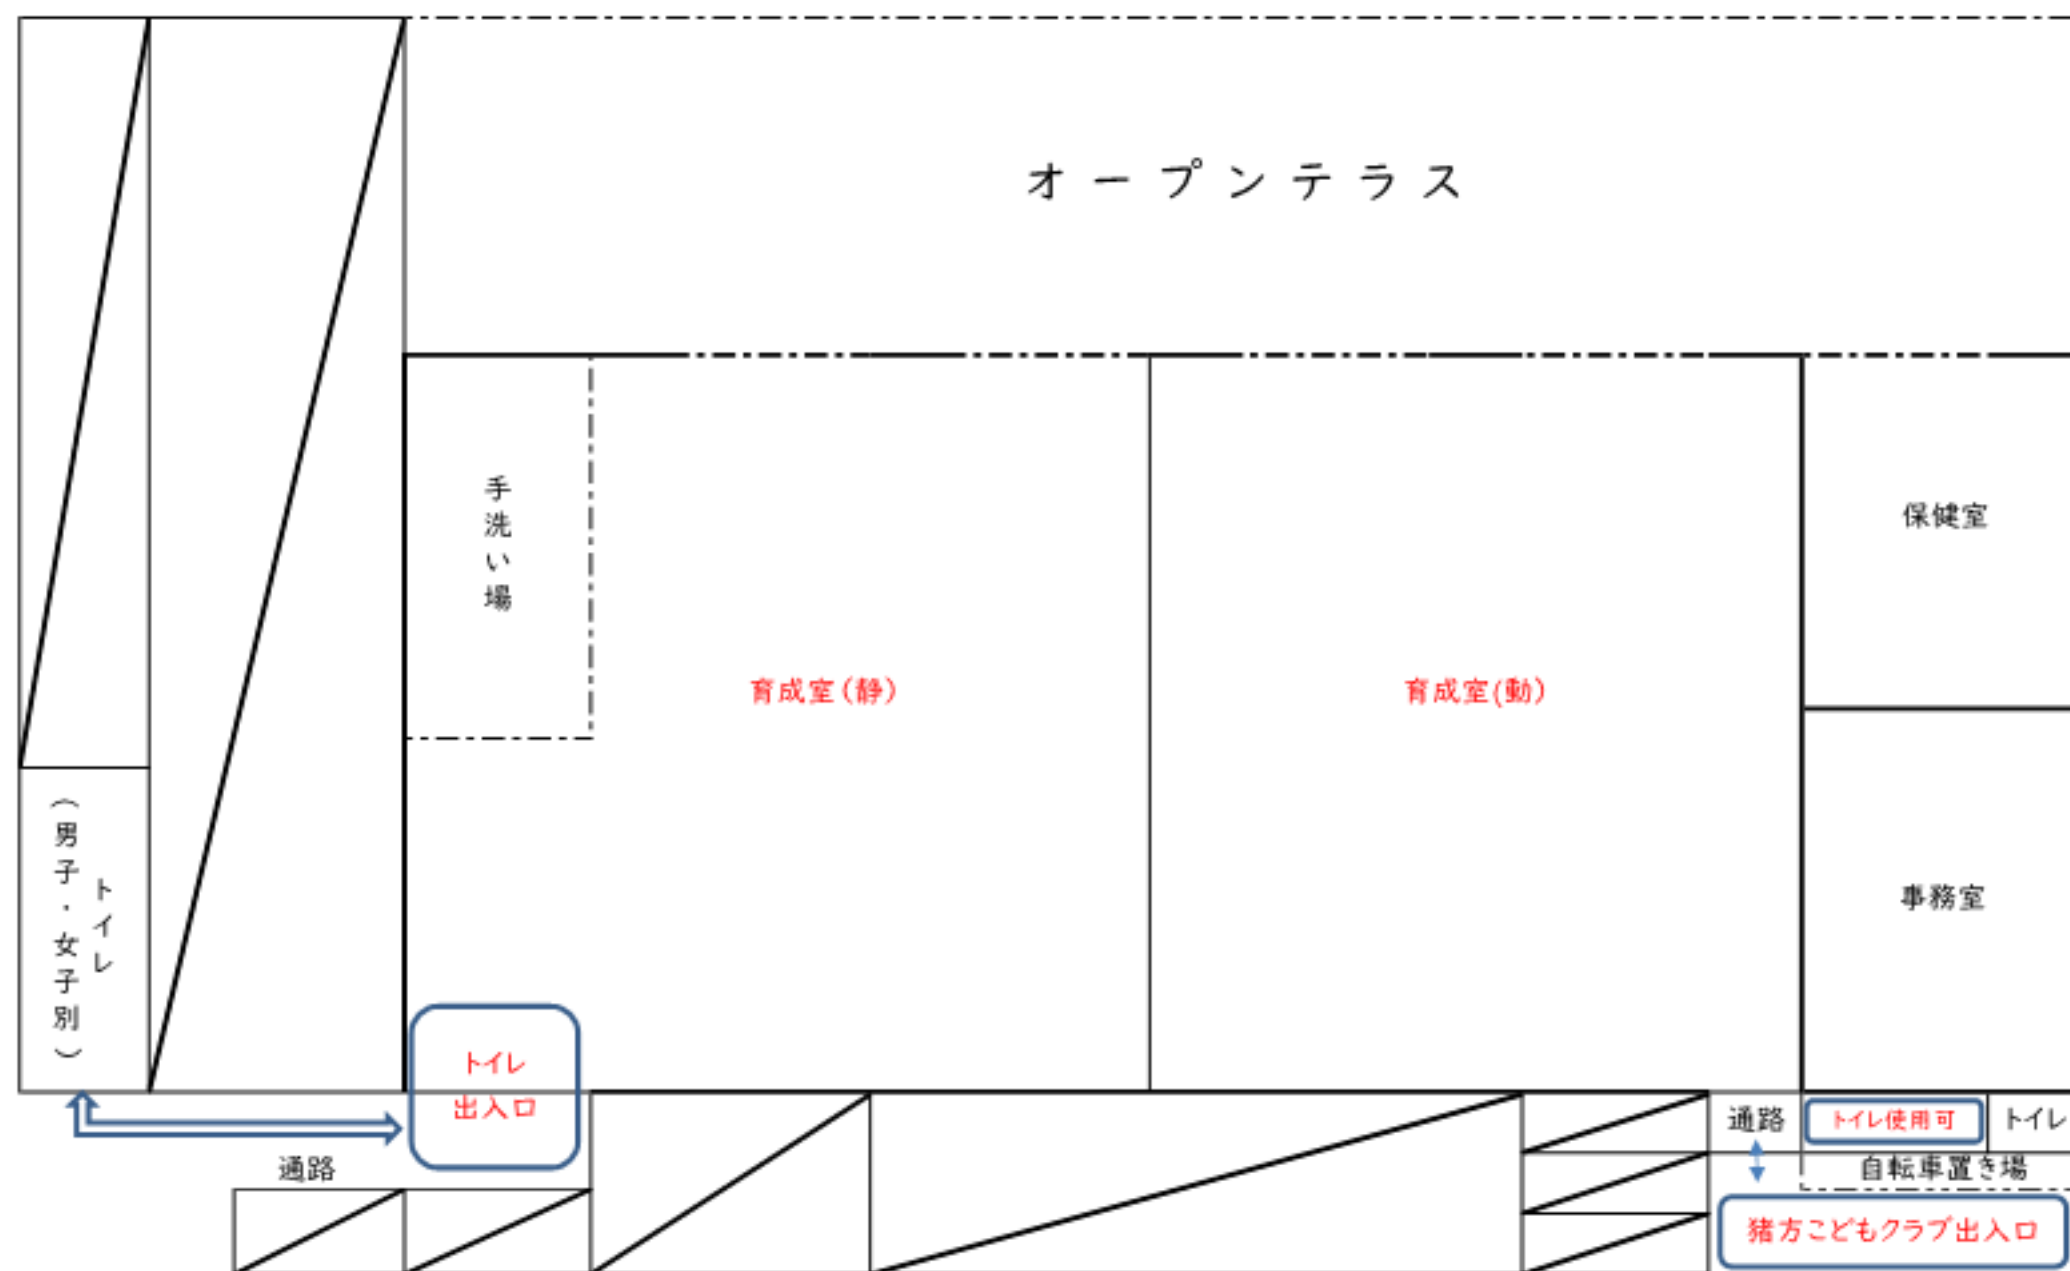 オープンテラス
手洗い場
保健室
育成室（静）
育成室(動）
事務室
トイレ
（男子・女子別）
トイレ
出入口
通路
通路
トイレ使用可
トイレ
自転車置き場
猪方こどもクラブ出入口